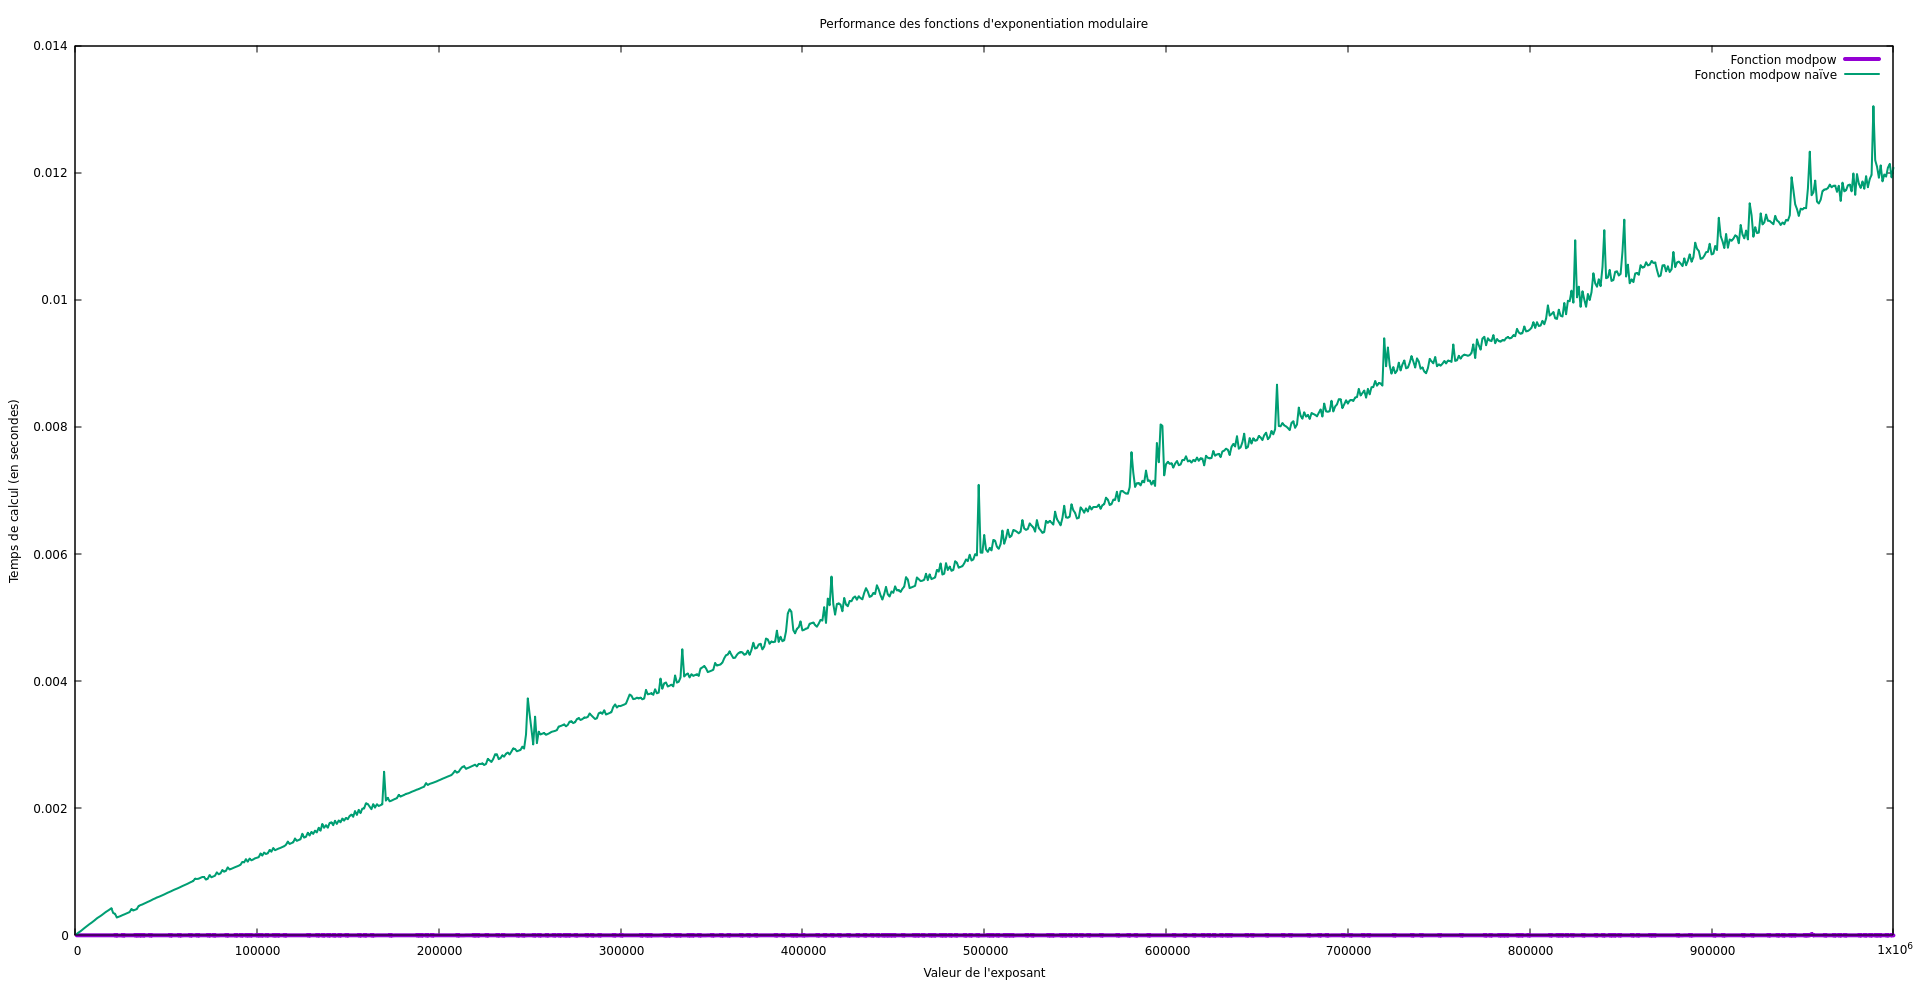 Performance des fonctions d'exponentiation modulaire
0.014
Fonction modpow
Fonction modpow naïve
0.012
0.01
0.008
Temps de calcul (en secondes)
0.006
0.004
0.002
0
0 100000 200000 300000 400000 500000 600000 700000 800000 900000 1x10⁶
Valeur de l'exposant